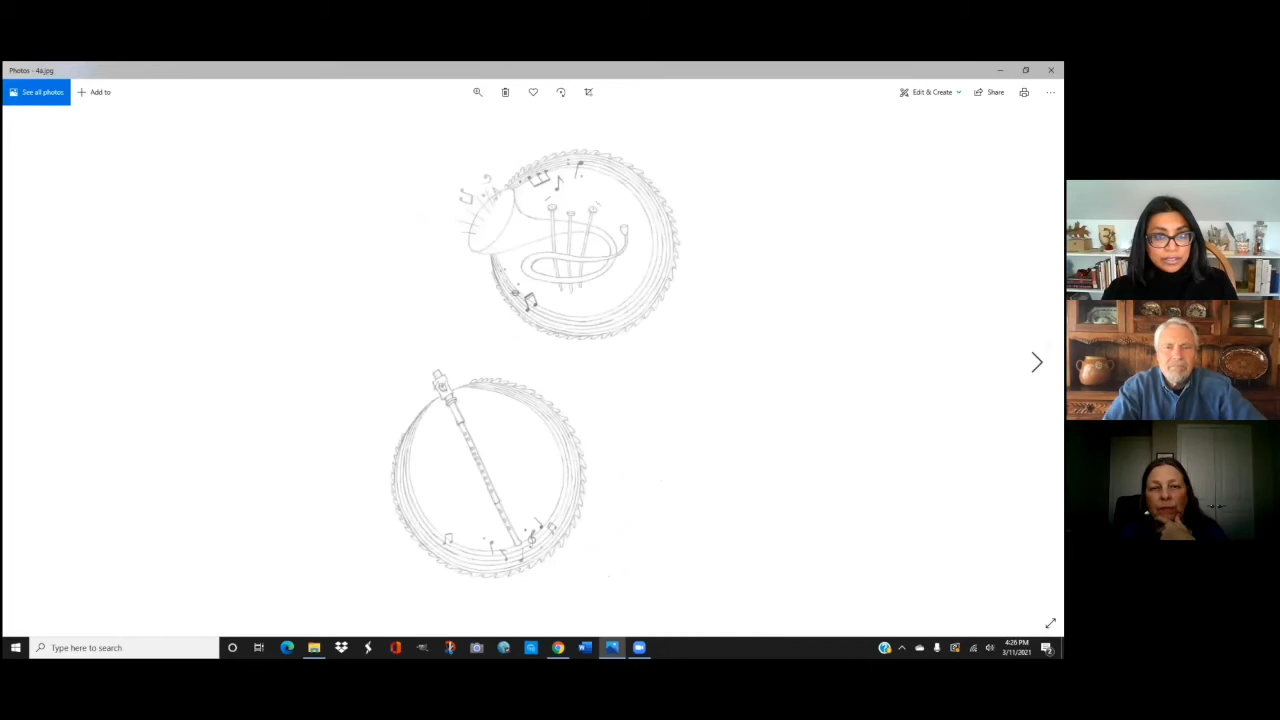 Photos - 4a.jpg
See all photos
Add to
Edit & Create
Share
Type here to search
4:26 PM
3/11/2021
2